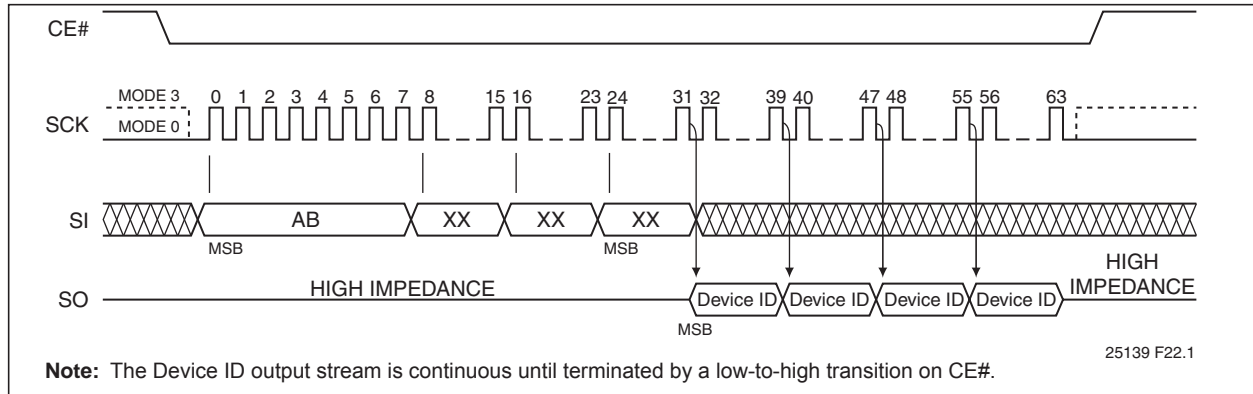 CE#
MODE 3
0 1 2 3 4 5 6 7 8 15 16 23 24 31 32 39 40 47 48 55 56 63
SCK
MODE 0
SI
AB XX XX XX
MSB MSB
HIGH IMPEDANCE
HIGH IMPEDANCE
SO
Device ID Device ID Device ID Device ID
MSB
25139 F22.1
Note: The Device ID output stream is continuous until terminated by a low-to-high transition on CE#.